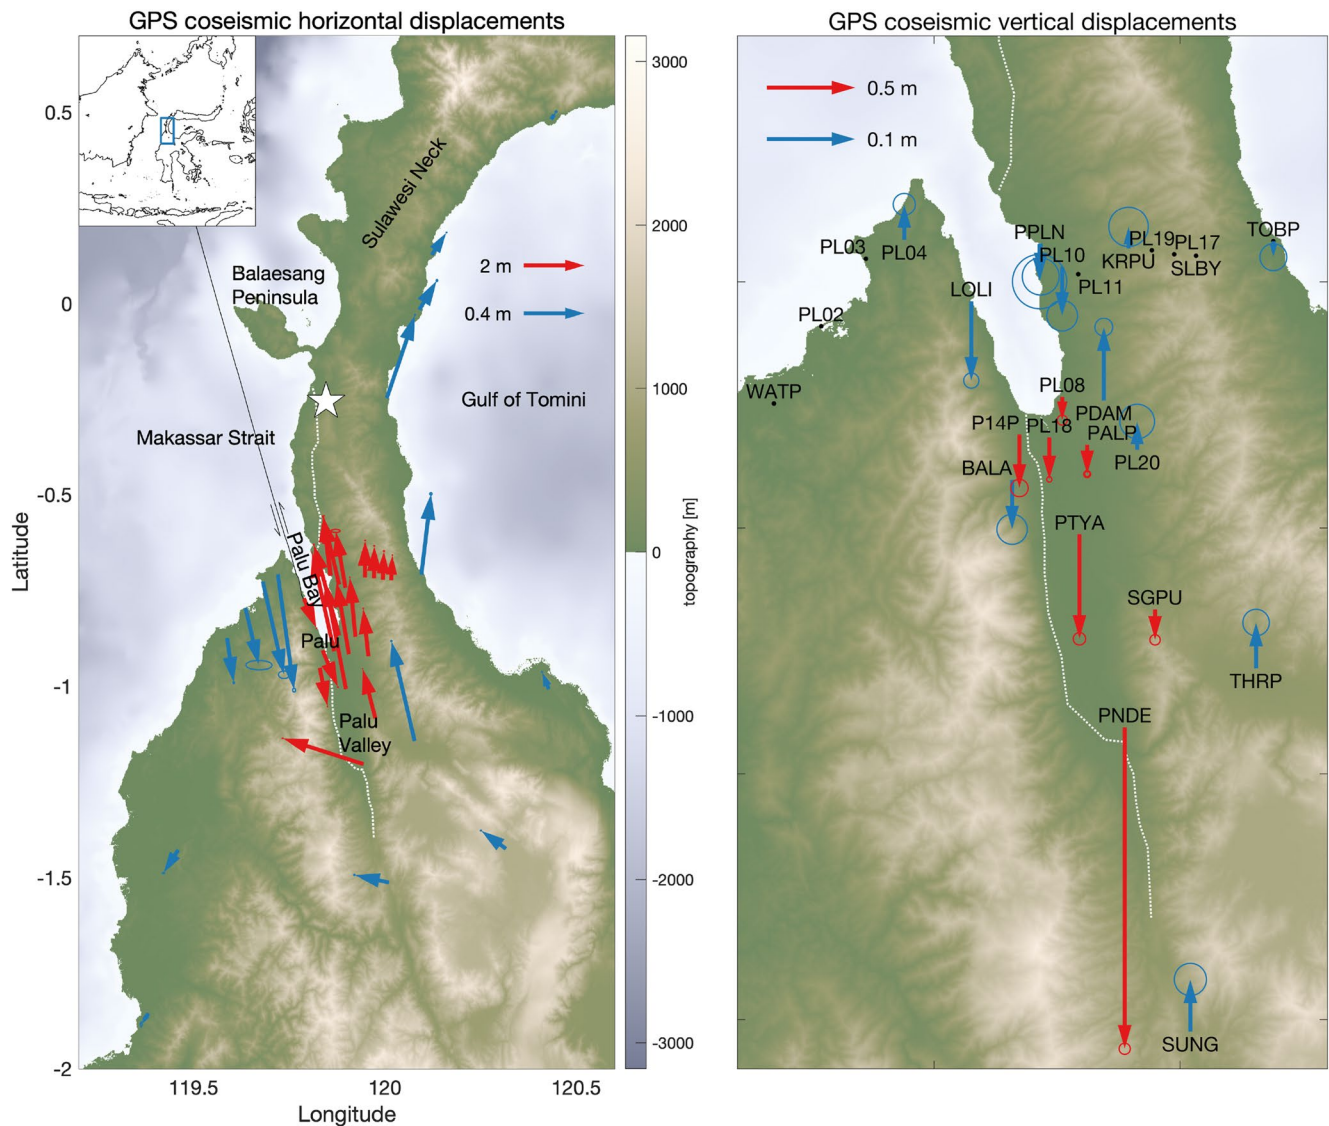 GPS coseismic horizontal displacements
0.5
0
-0.5
-1
-1.5
-2
Latitude
119.5
120
120.5
Longitude
Sulawesi Neck
Balaesang
Peninsula
2 m
0.4 m
Gulf of Tomini
Makassar Strait
Palu Bay
Palu
Palu
Valley
3000
2000
1000
0
-1000
-2000
-3000
topography [m]
GPS coseismic vertical displacements
0.5 m
0.1 m
PL03
PL04
PPLN
PL10
PL19
PL17
TOBP
KRPU
SLBY
PL11
LOLI
PL02
WATP
PL08
PDAM
P14P
PL18
PALP
PL20
BALA
PTYA
SGPU
THRP
PNDE
SUNG